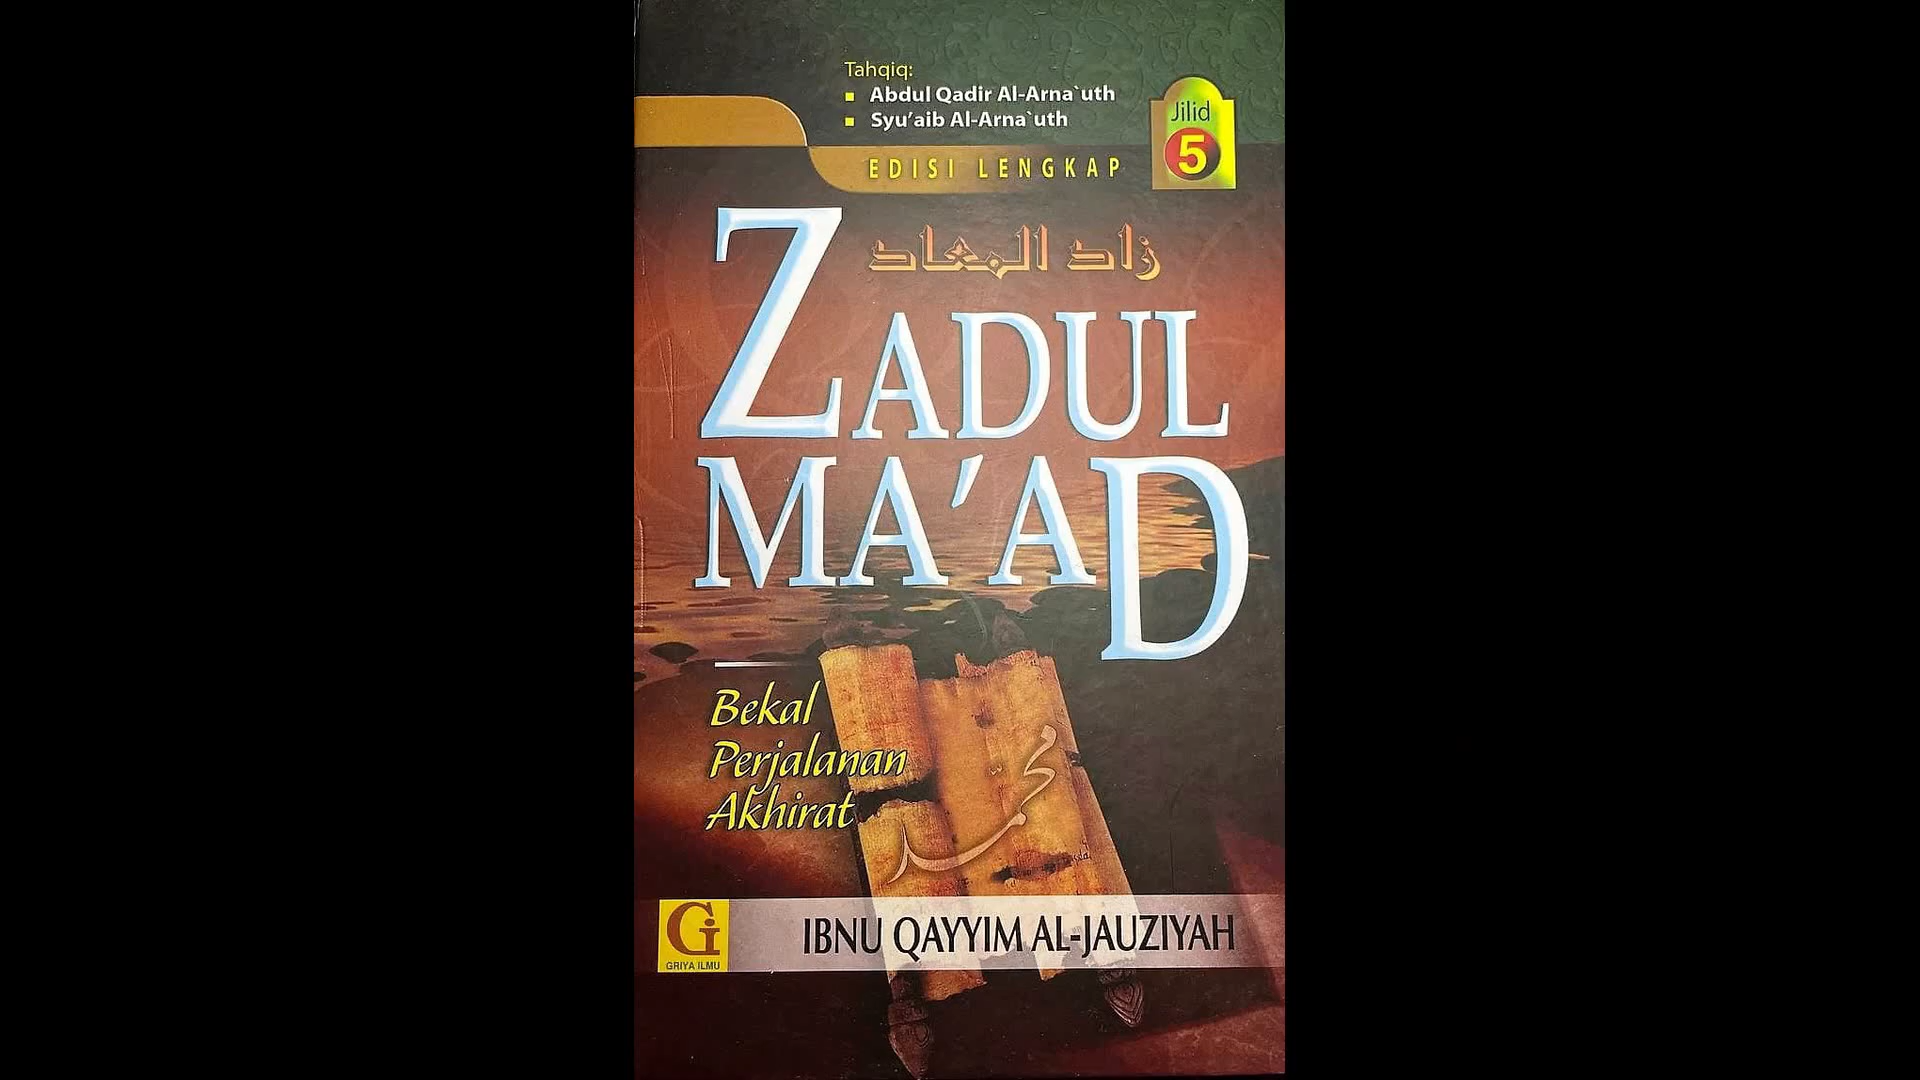 Tahqiq:
Abdul Qadir Al-Arna`uth
Syu'aib Al-Arna`uth
Jilid
5
EDISI LENGKAP
زاد المعاد
ZADUL
MA'AD
Bekal
Perjalanan
Akhirat
محمد
IBNU QAYYIM AL-JAUZIYAH
Gi
GRIYA ILMU